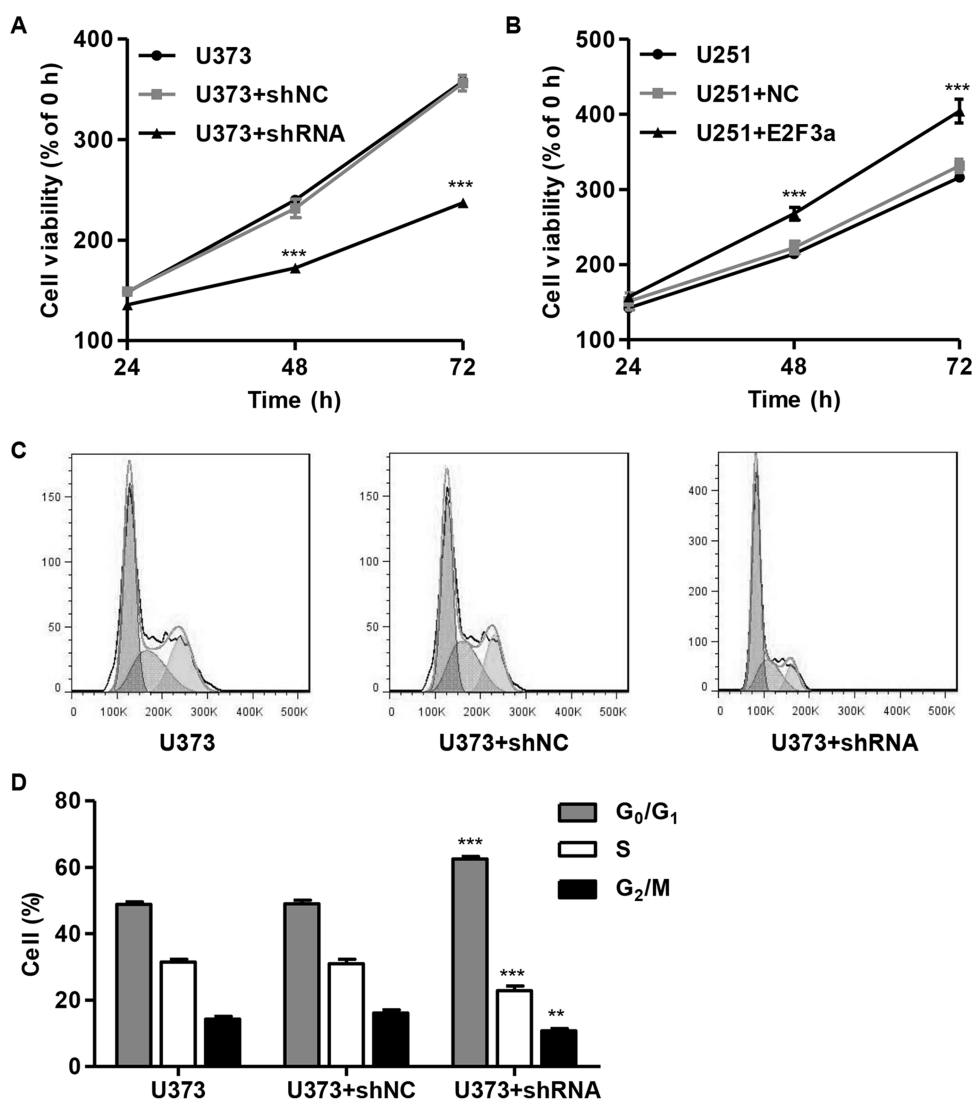 A
400
300
200
100
Cell viability (% of 0 h)
U373
U373+shNC
U373+shRNA
***
***
24
48
72
Time (h)
B
500
400
300
200
100
Cell viability (% of 0 h)
U251
U251+NC
U251+E2F3a
***
***
24
48
72
Time (h)
C
150
100
50
0
0
100K
200K
300K
400K
500K
U373
150
100
50
0
0
100K
200K
300K
400K
500K
U373+shNC
400
300
200
100
0
0
100K
200K
300K
400K
500K
U373+shRNA
D
80
60
40
20
0
Cell (%)
G₀/G₁
S
G₂/M
***
***
**
U373
U373+shNC
U373+shRNA